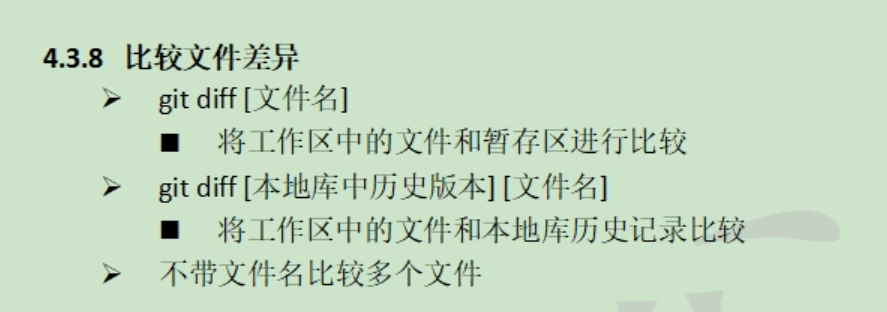 4.3.8 比较文件差异
➢ git diff [文件名]
■ 将工作区中的文件和暂存区进行比较
➢ git diff [本地库中历史版本] [文件名]
■ 将工作区中的文件和本地库历史记录比较
➢ 不带文件名比较多个文件